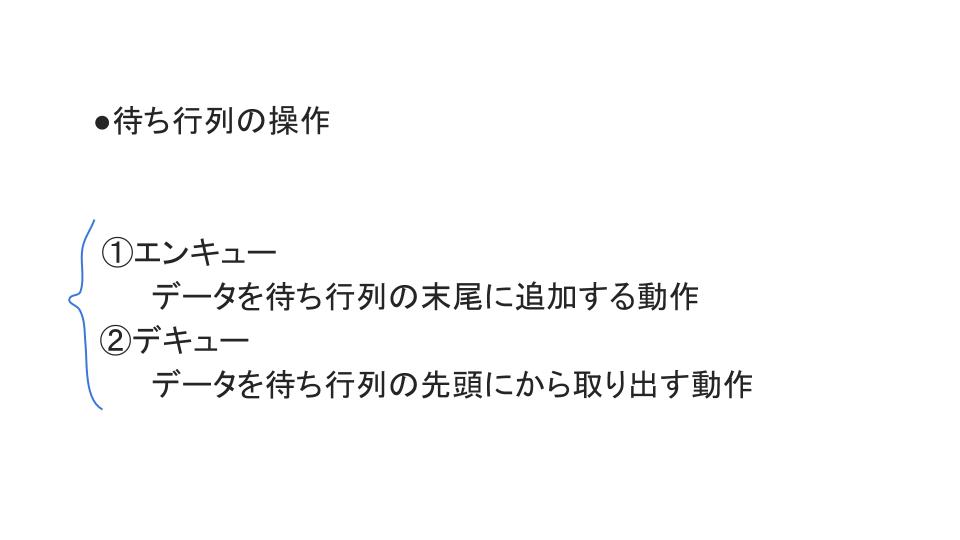 ●待ち行列の操作
①エンキュー
データを待ち行列の末尾に追加する動作
②デキュー
データを待ち行列の先頭にから取り出す動作